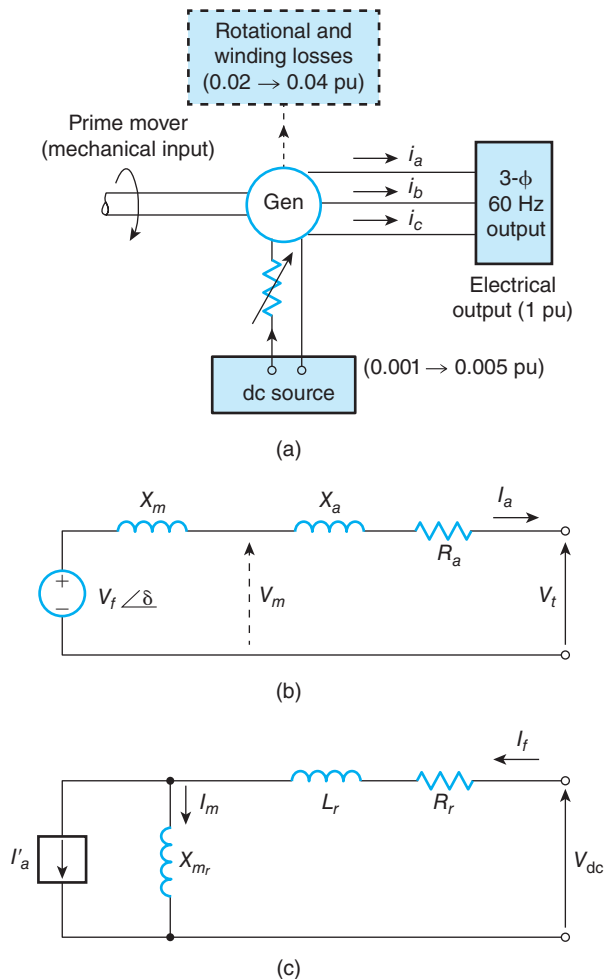 Rotational and
winding losses
(0.02 → 0.04 pu)
Prime mover
(mechanical input)
Gen
i_a
i_b
i_c
3-ϕ
60 Hz
output
Electrical
output (1 pu)
dc source
(0.001 → 0.005 pu)
(a)
X_m
X_a
I_a
R_a
+
−
V_f ∠δ
V_m
V_t
(b)
I_f
I_m
L_r
R_r
I'_a
X_{m_r}
V_dc
(c)